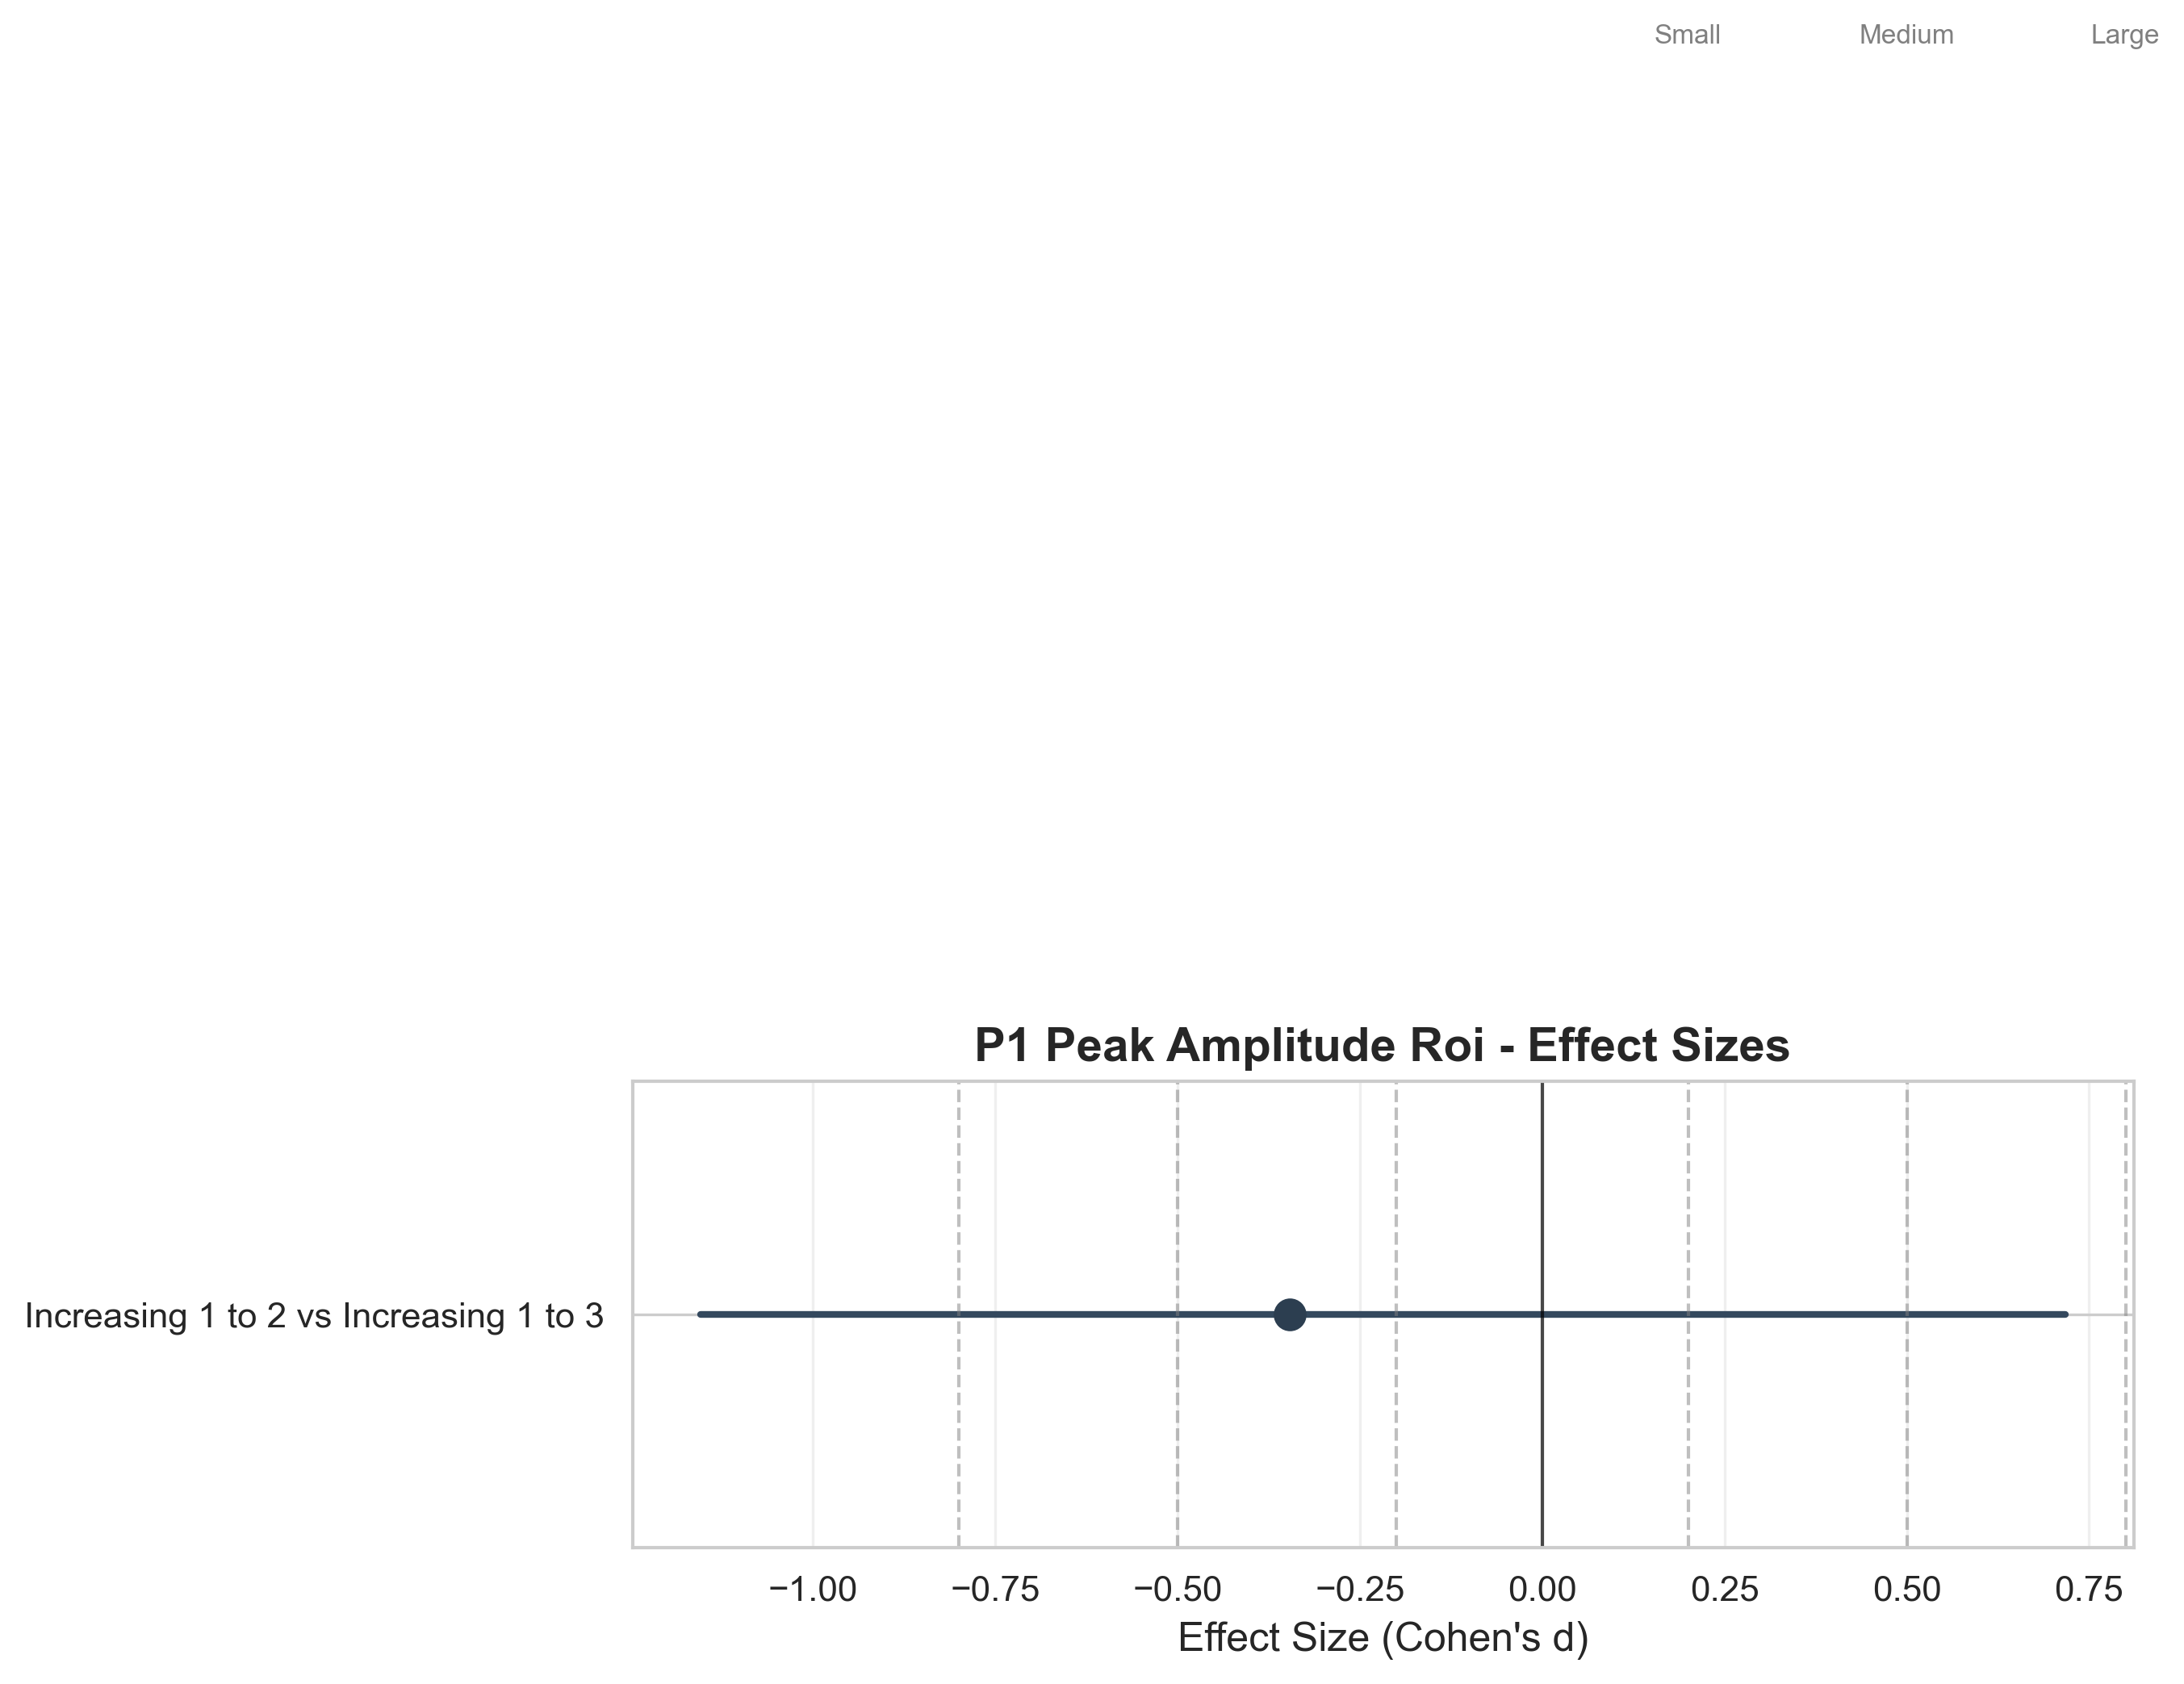 Small Medium Large
P1 Peak Amplitude Roi - Effect Sizes
Increasing 1 to 2 vs Increasing 1 to 3
−1.00 −0.75 −0.50 −0.25 0.00 0.25 0.50 0.75
Effect Size (Cohen's d)